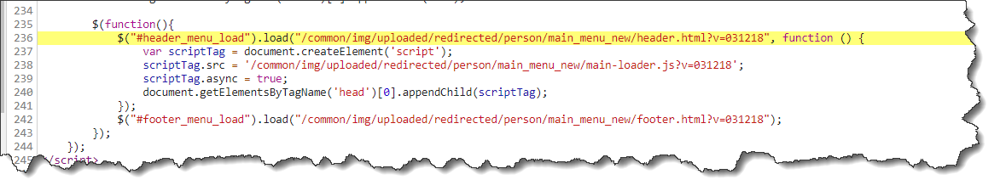 234
235 $(function(){
236 $("#header_menu_load").load("/common/img/uploaded/redirected/person/main_menu_new/header.html?v=031218", function () {
237 var scriptTag = document.createElement('script');
238 scriptTag.src = '/common/img/uploaded/redirected/person/main_menu_new/main-loader.js?v=031218';
239 scriptTag.async = true;
240 document.getElementsByTagName('head')[0].appendChild(scriptTag);
241 });
242 $("#footer_menu_load").load("/common/img/uploaded/redirected/person/main_menu_new/footer.html?v=031218");
243 });
244 });
245 /script>